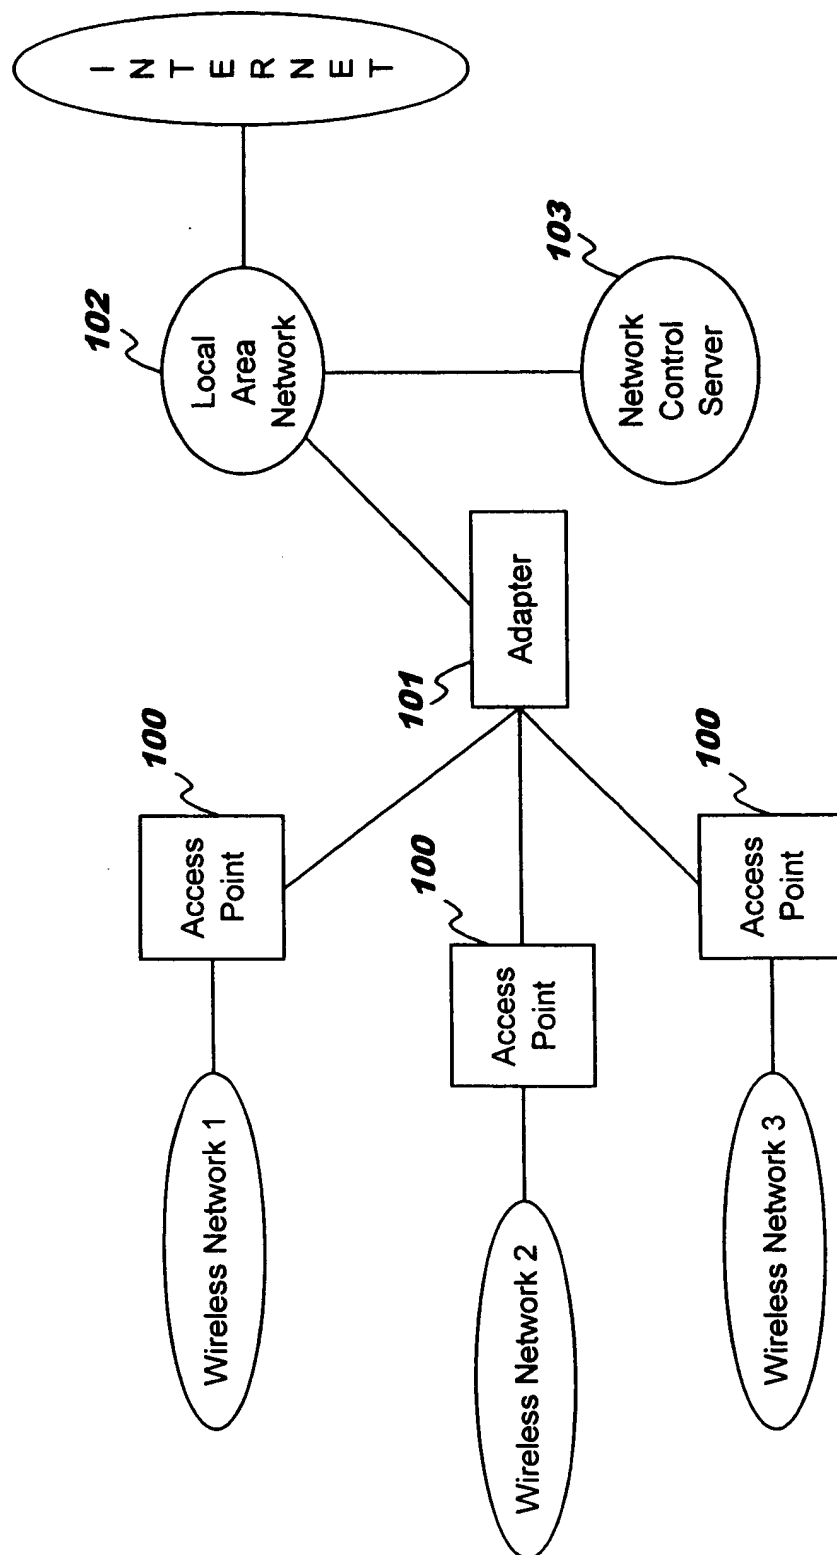 Wireless Network 1
Access
Point
100
Wireless Network 2
Access
Point
100
Wireless Network 3
Access
Point
100
Adapter
101
Local
Area
Network
102
Network
Control
Server
103
INTERNET